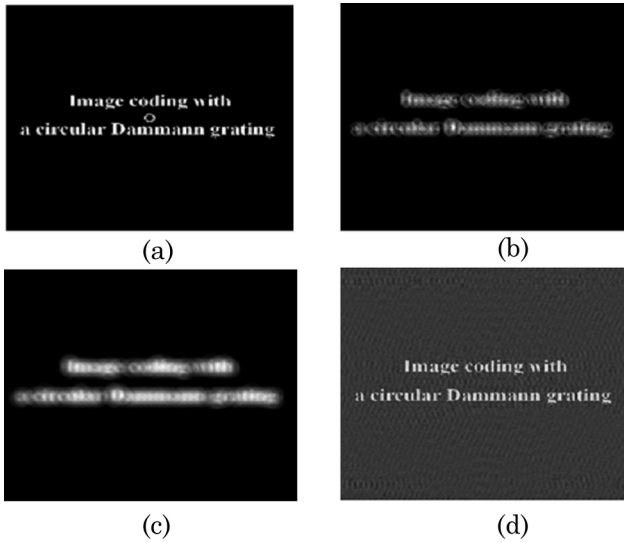 Image coding with
a circular Dammann grating
(a)
(b)
(c)
(d)
Image coding with
a circular Dammann grating